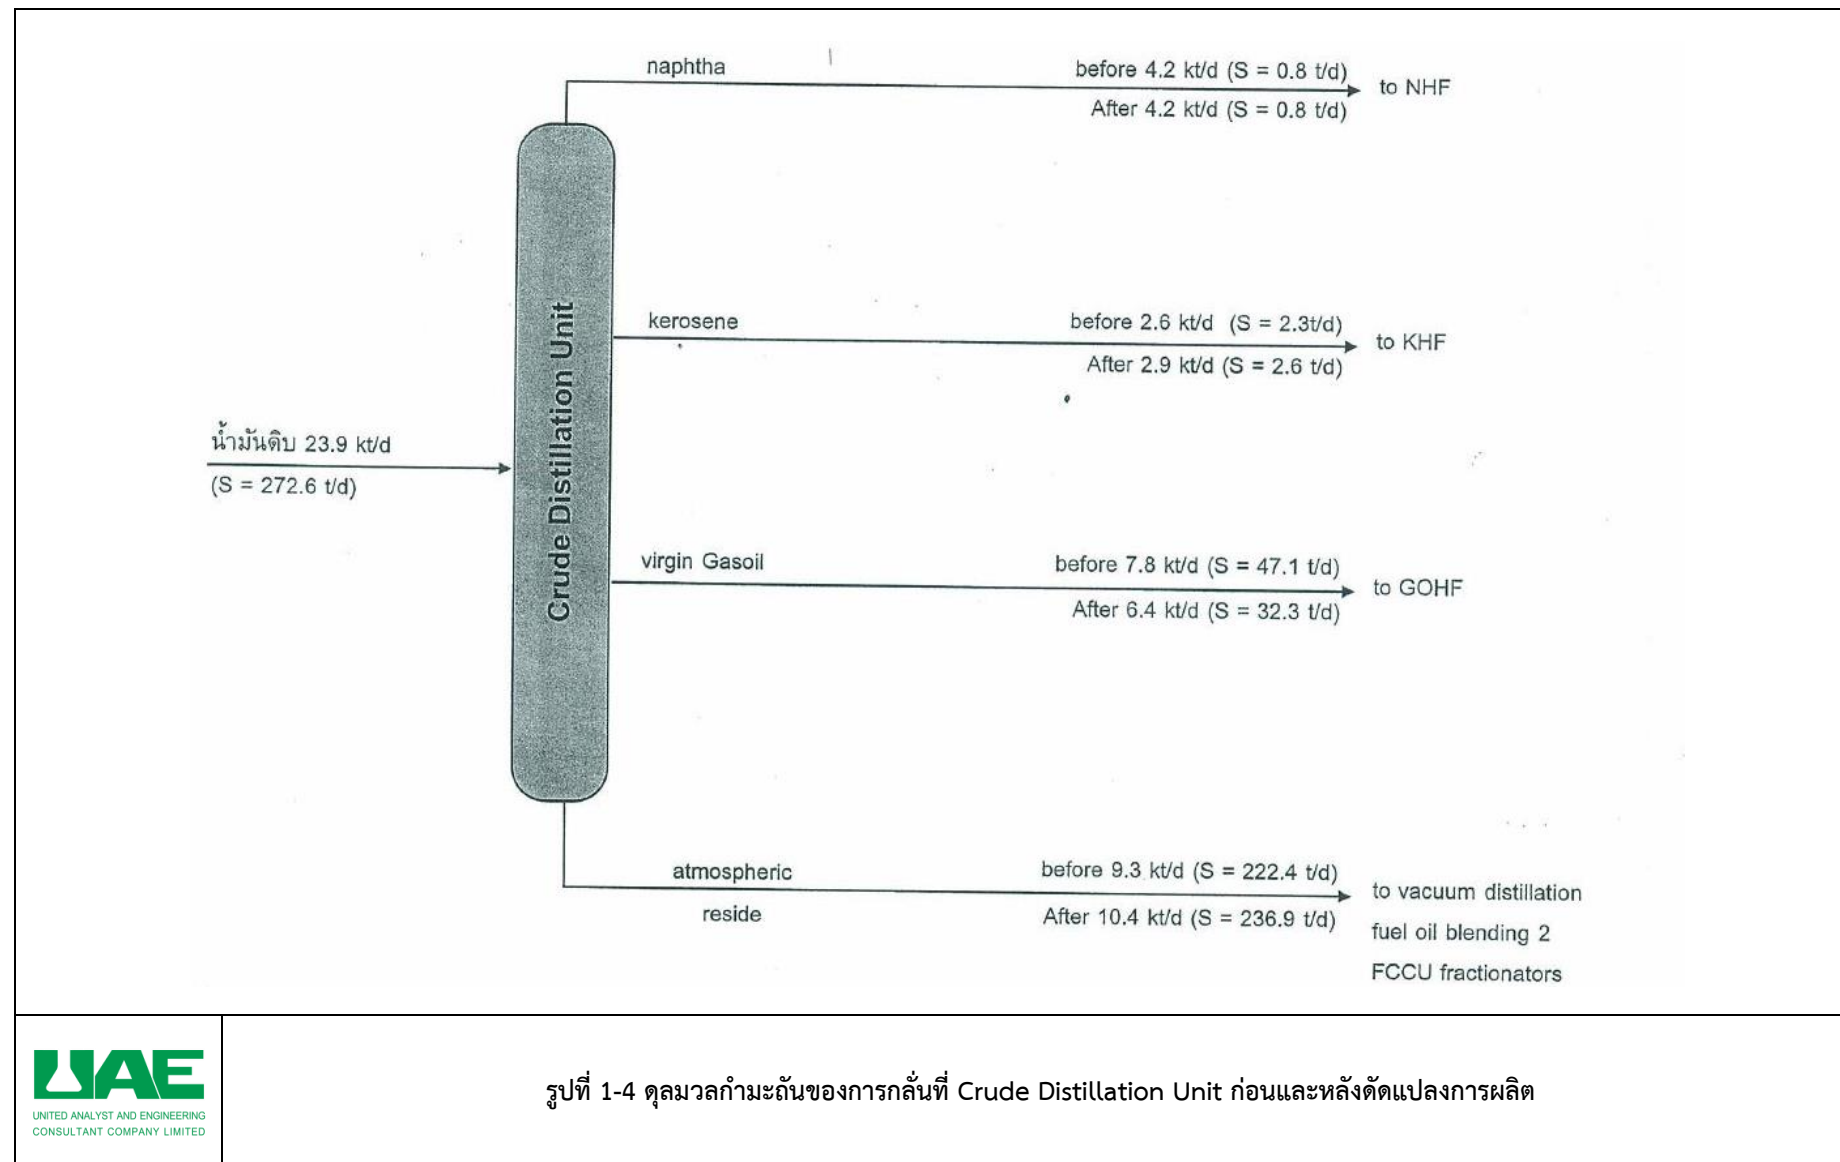 naphtha
before 4.2 kt/d (S = 0.8 t/d)
After 4.2 kt/d (S = 0.8 t/d)
to NHF
kerosene
before 2.6 kt/d (S = 2.3t/d)
After 2.9 kt/d (S = 2.6 t/d)
to KHF
น้ำมันดิบ 23.9 kt/d
(S = 272.6 t/d)
Crude Distillation Unit
virgin Gasoil
before 7.8 kt/d (S = 47.1 t/d)
After 6.4 kt/d (S = 32.3 t/d)
to GOHF
atmospheric
reside
before 9.3 kt/d (S = 222.4 t/d)
After 10.4 kt/d (S = 236.9 t/d)
to vacuum distillation
fuel oil blending 2
FCCU fractionators
UAE
UNITED ANALYST AND ENGINEERING
CONSULTANT COMPANY LIMITED
รูปที่ 1-4 ดุลมวลกำมะถันของการกลั่นที่ Crude Distillation Unit ก่อนและหลังดัดแปลงการผลิต